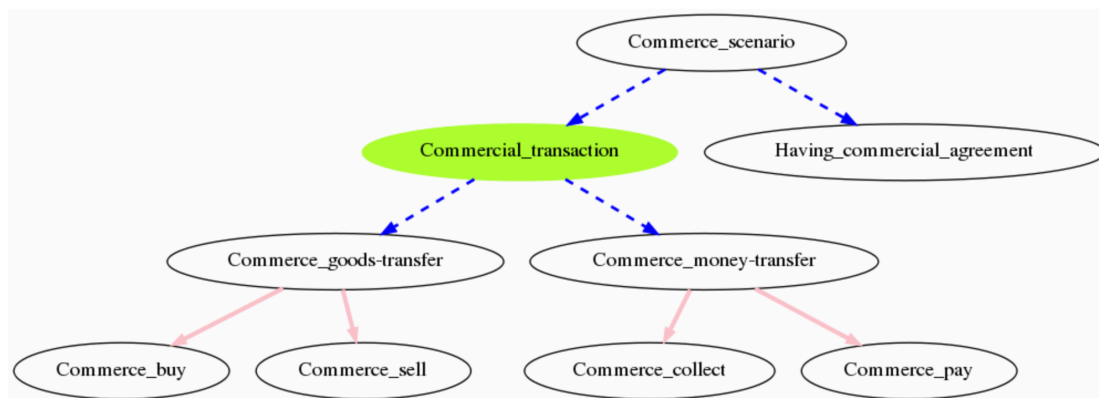 Commerce_scenario
Commercial_transaction
Having_commercial_agreement
Commerce_goods-transfer
Commerce_money-transfer
Commerce_buy
Commerce_sell
Commerce_collect
Commerce_pay